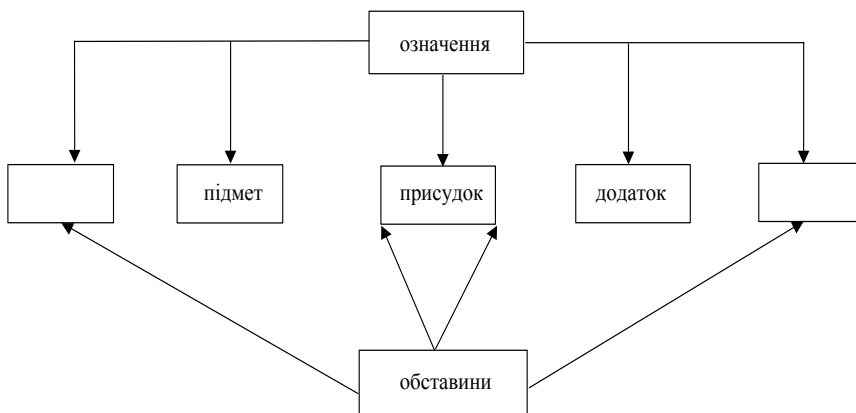 означення
підмет
присудок
додаток
обставини